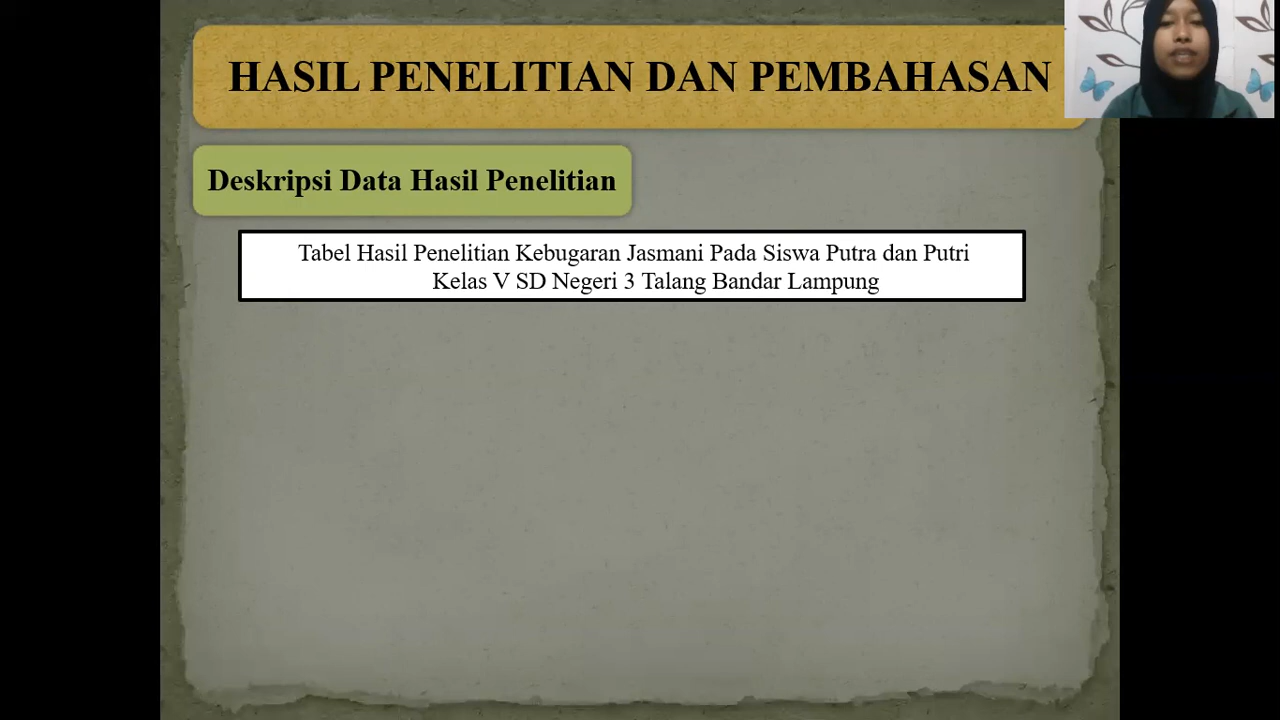 HASIL PENELITIAN DAN PEMBAHASAN
Deskripsi Data Hasil Penelitian
Tabel Hasil Penelitian Kebugaran Jasmani Pada Siswa Putra dan Putri
Kelas V SD Negeri 3 Talang Bandar Lampung